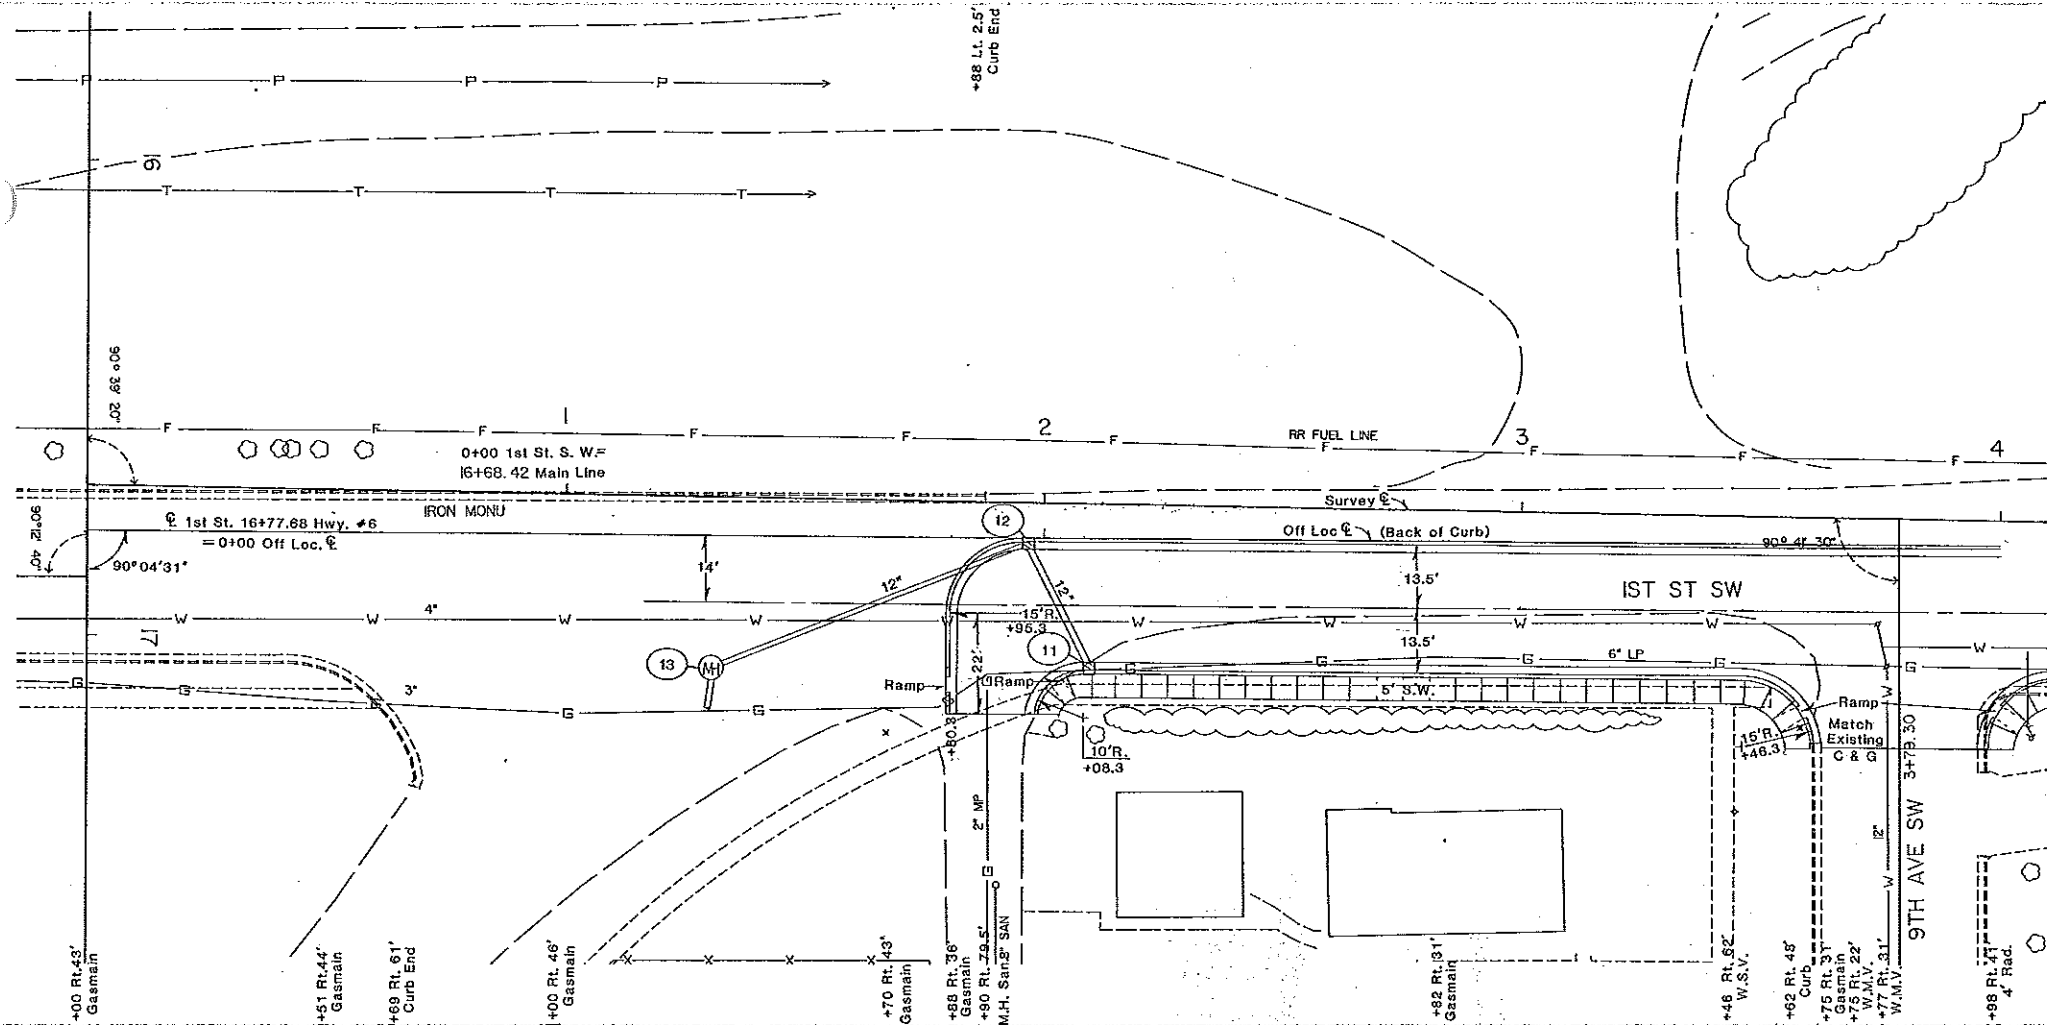 +88 Lt. 2.5'
Curb End
P P P P
16
T T T T
90° 39' 20"
1
2
3
4
F F F F F F F F F F
RR FUEL LINE
0+00 1st St. S. W.=
16+68.42 Main Line
IRON MONU
Survey ℄
℄ 1st St. 16+77.68 Hwy. #6
= 0+00 Off Loc. ℄
90°12' 40"
90°04'31"
12
Off Loc ℄ (Back of Curb)
90° 41' 30"
14'
12"
12"
13.5'
1ST ST SW
4"
W W W W W W W W W W
15'R.
+95.3
17
13
MH
11
13.5'
6" LP
G G G G G
22'
Ramp
Ramp
5' S.W.
G G G G
3"
Ramp
Match
Existing
C & G
15'R.
+46.3
10'R.
+08.3
+80.3
3+79.30
9TH AVE SW
12"
W W
2" MP
G
8" SAN
X X X X
+00 Rt.43'
Gasmain
+51 Rt.44'
Gasmain
+69 Rt. 61'
Curb End
+00 Rt. 46'
Gasmain
+70 Rt. 43'
Gasmain
+88 Rt. 36'
Gasmain
+90 Rt. 79.5'
M.H. San.
+82 Rt. 31'
Gasmain
+46 Rt. 62'
W.S.V.
+62 Rt. 48'
Curb
+75 Rt. 31'
Gasmain
+75 Rt. 22'
W.M.V.
+77 Rt. 31'
W.M.V.
+98 Rt. 41'
4' Rad.